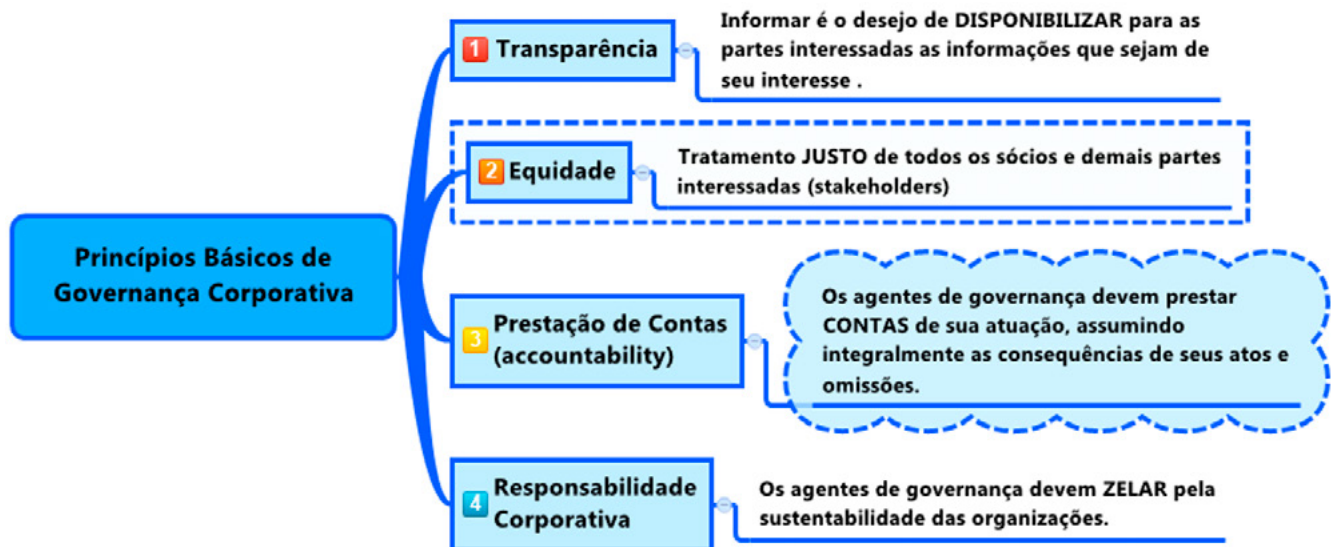 Princípios Básicos de
Governança Corporativa
1 Transparência
Informar é o desejo de DISPONIBILIZAR para as
partes interessadas as informações que sejam de
seu interesse .
2 Equidade
Tratamento JUSTO de todos os sócios e demais partes
interessadas (stakeholders)
3 Prestação de Contas
(accountability)
Os agentes de governança devem prestar
CONTAS de sua atuação, assumindo
integralmente as consequências de seus atos e
omissões.
4 Responsabilidade
Corporativa
Os agentes de governança devem ZELAR pela
sustentabilidade das organizações.